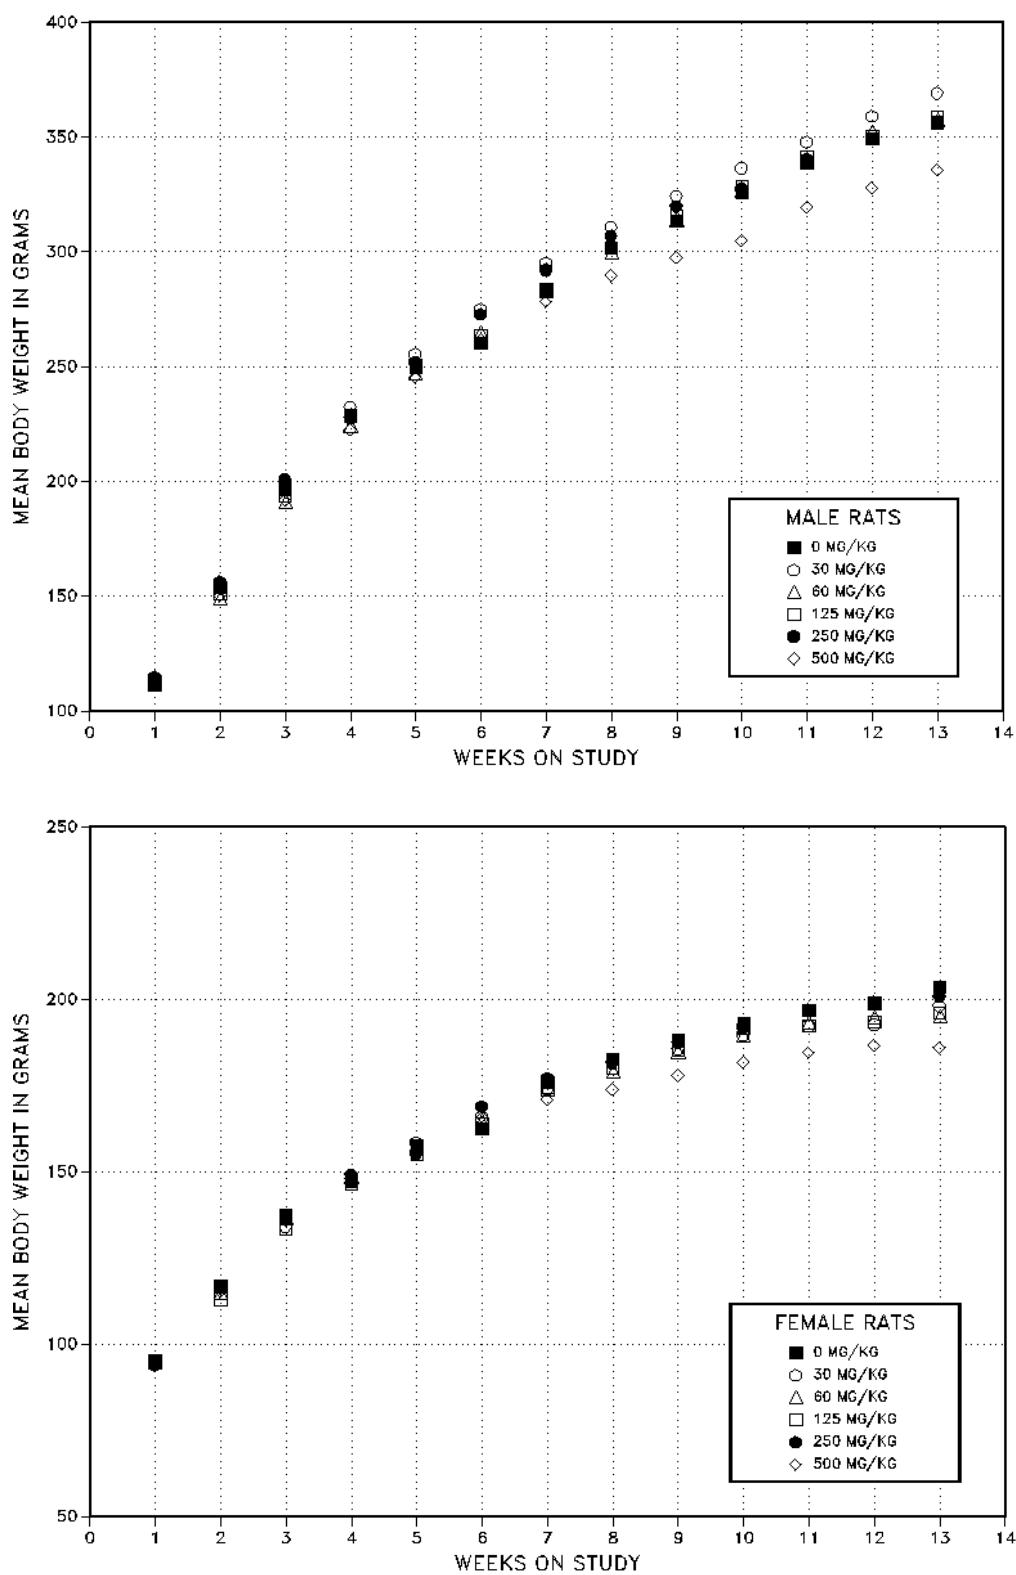 400
350
300
250
200
150
100
MEAN BODY WEIGHT IN GRAMS
MALE RATS
0 MG/KG
30 MG/KG
60 MG/KG
125 MG/KG
250 MG/KG
500 MG/KG
0 1 2 3 4 5 6 7 8 9 10 11 12 13 14
WEEKS ON STUDY
250
200
150
100
50
MEAN BODY WEIGHT IN GRAMS
FEMALE RATS
0 MG/KG
30 MG/KG
60 MG/KG
125 MG/KG
250 MG/KG
500 MG/KG
0 1 2 3 4 5 6 7 8 9 10 11 12 13 14
WEEKS ON STUDY